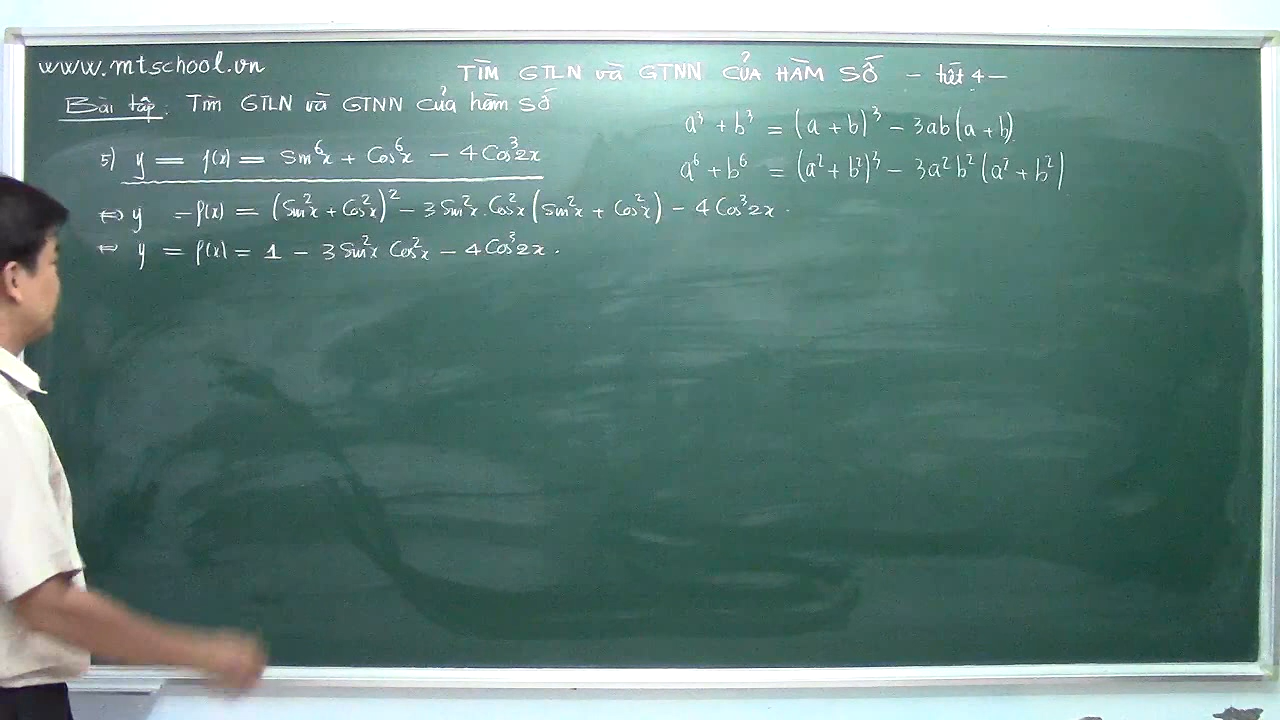 www.mtschool.vn
TÌM GTLN và GTNN CỦA HÀM SỐ - tiết 4 -
Bài tập: Tìm GTLN và GTNN của hàm số
a³ + b³ = (a + b)³ - 3ab(a + b)
5) y = f(x) = Sin⁶x + Cos⁶x - 4Cos³2x
a⁶ + b⁶ = (a² + b²)³ - 3a²b²(a² + b²)
⇔ y = f(x) = (Sin²x + Cos²x)² - 3Sin²x.Cos²x(Sin²x + Cos²x) - 4Cos³2x.
⇔ y = f(x) = 1 - 3Sin²x Cos²x - 4Cos³2x.